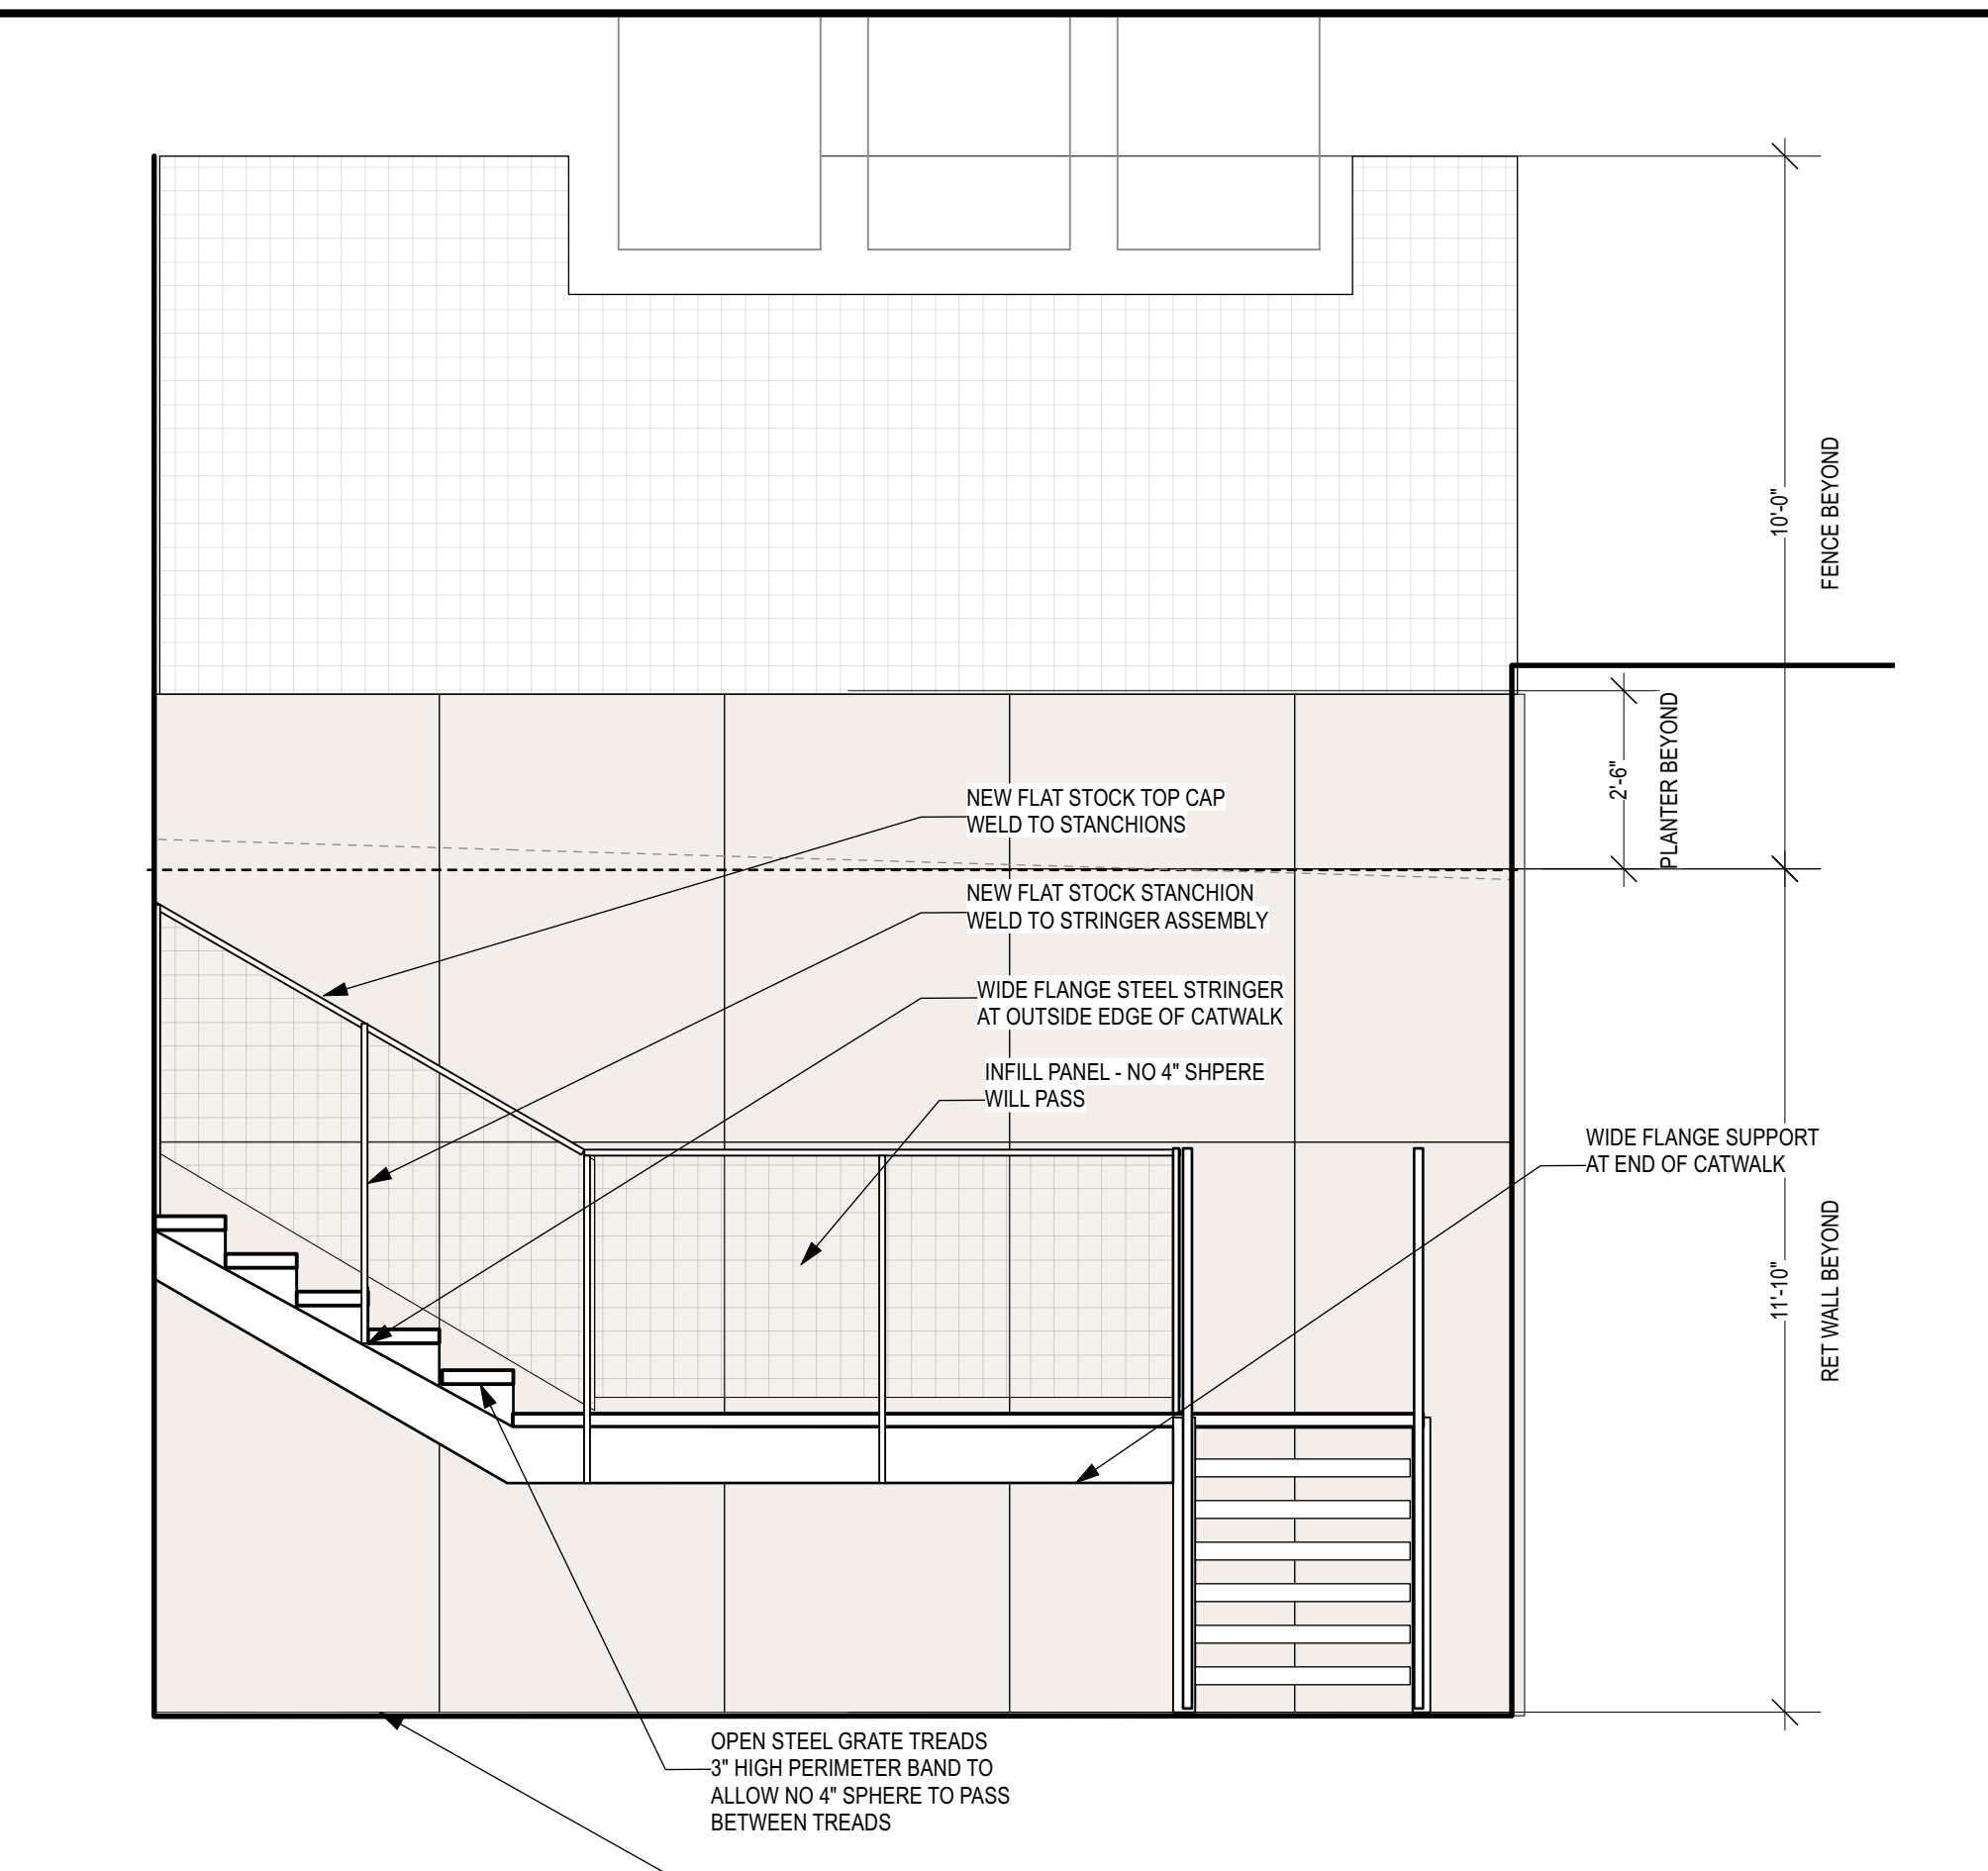 10'-0"
FENCE BEYOND
2'-6"
PLANTER BEYOND
NEW FLAT STOCK TOP CAP
WELD TO STANCHIONS
NEW FLAT STOCK STANCHION
WELD TO STRINGER ASSEMBLY
WIDE FLANGE STEEL STRINGER
AT OUTSIDE EDGE OF CATWALK
INFILL PANEL - NO 4" SHPERE
WILL PASS
WIDE FLANGE SUPPORT
AT END OF CATWALK
11'-10"
RET WALL BEYOND
OPEN STEEL GRATE TREADS
3" HIGH PERIMETER BAND TO
ALLOW NO 4" SPHERE TO PASS
BETWEEN TREADS